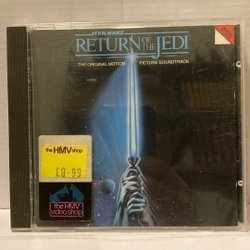 STAR WARS
RETURN OF THE JEDI
THE ORIGINAL MOTION PICTURE SOUNDTRACK
the HMV shop
£9·99
the HMV
video shop